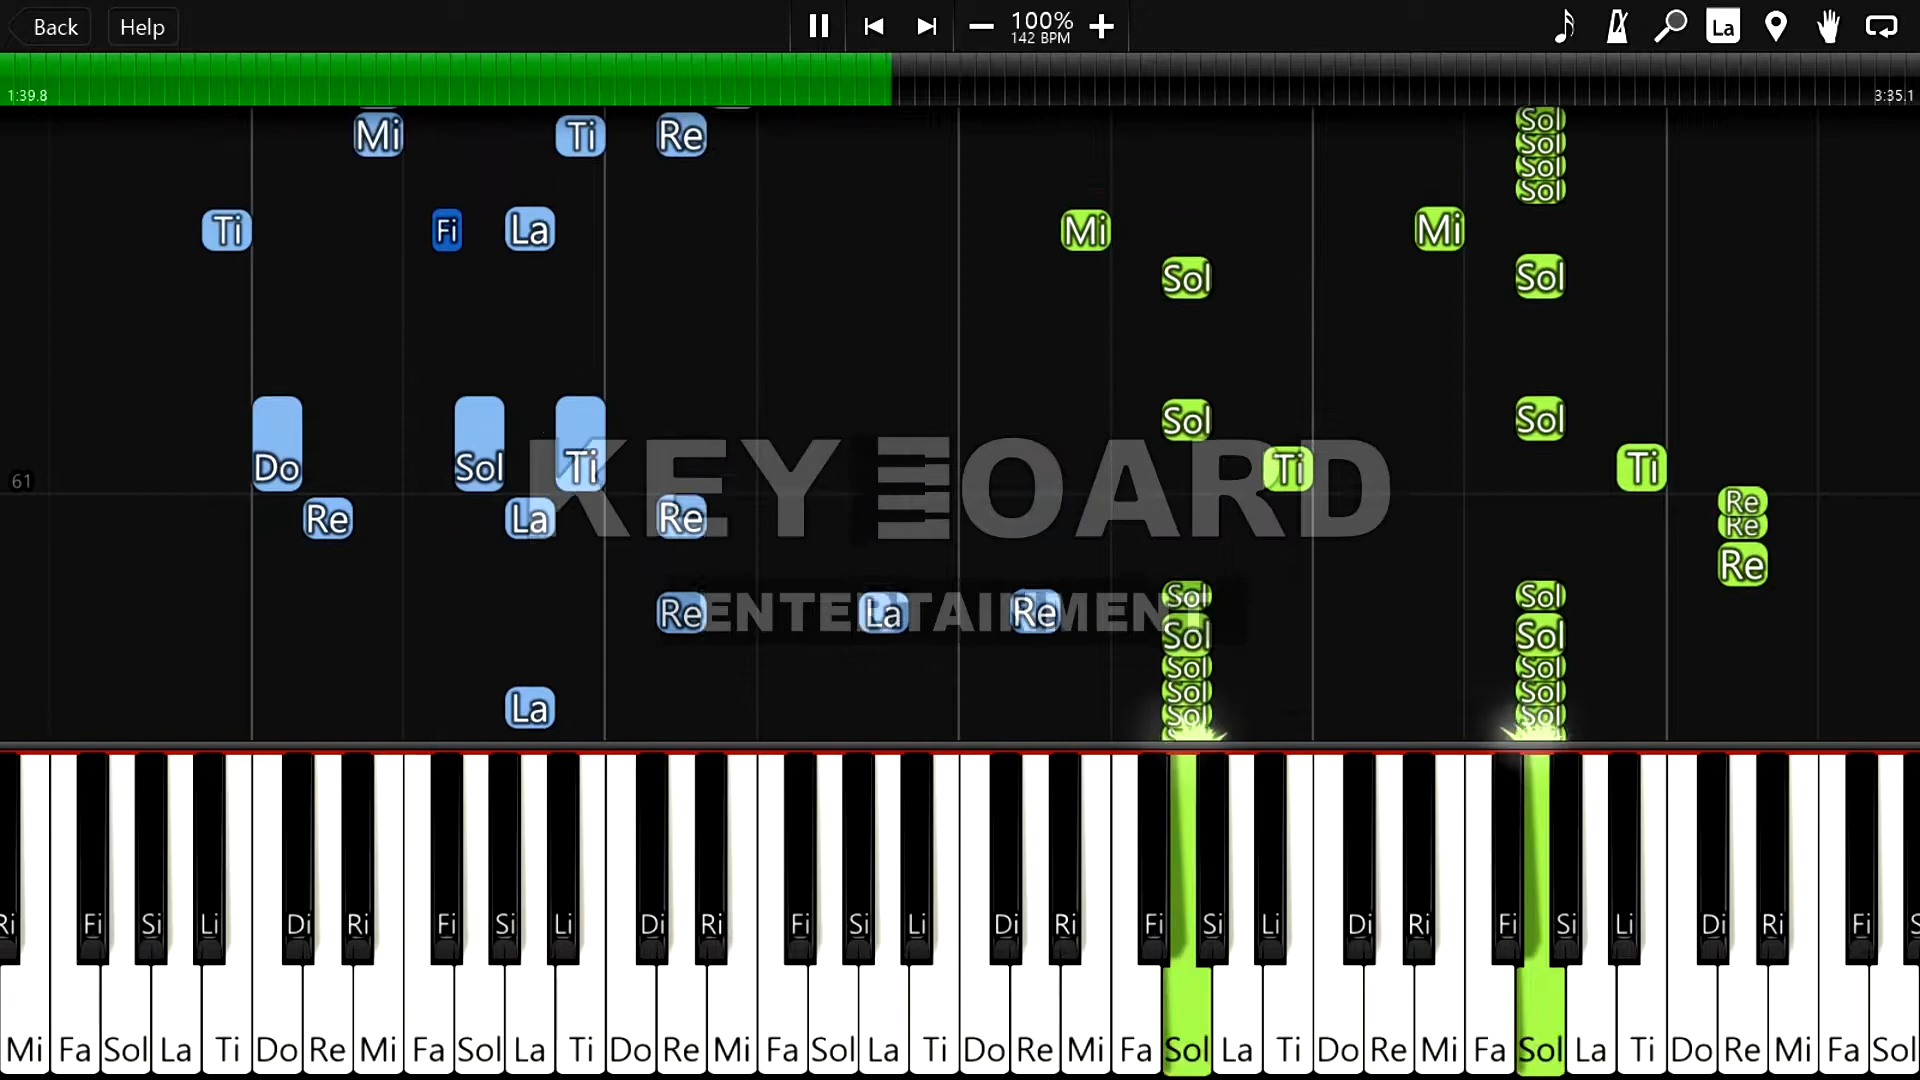 Back Help 100%
142 BPM La
1:39.8 3:35.1
Sol
Mi Ti Re Sol
Sol
Sol
Ti Fi La Mi Mi
Sol Sol
Sol Sol
Do Sol Ti Ti Ti
61
KEYBOARD
Re La Re Re
Re
Re
ENTERTAINMENT
Sol Sol
Re La Re Sol Sol
Sol Sol
Sol Sol
La Sol Sol
Ri Fi Si Li Di Ri Fi Si Li Di Ri Fi Si Li Di Ri Fi Si Li Di Ri Fi Si Li Di Ri Fi S
Mi Fa Sol La Ti Do Re Mi Fa Sol La Ti Do Re Mi Fa Sol La Ti Do Re Mi Fa Sol La Ti Do Re Mi Fa Sol La Ti Do Re Mi Fa Sol